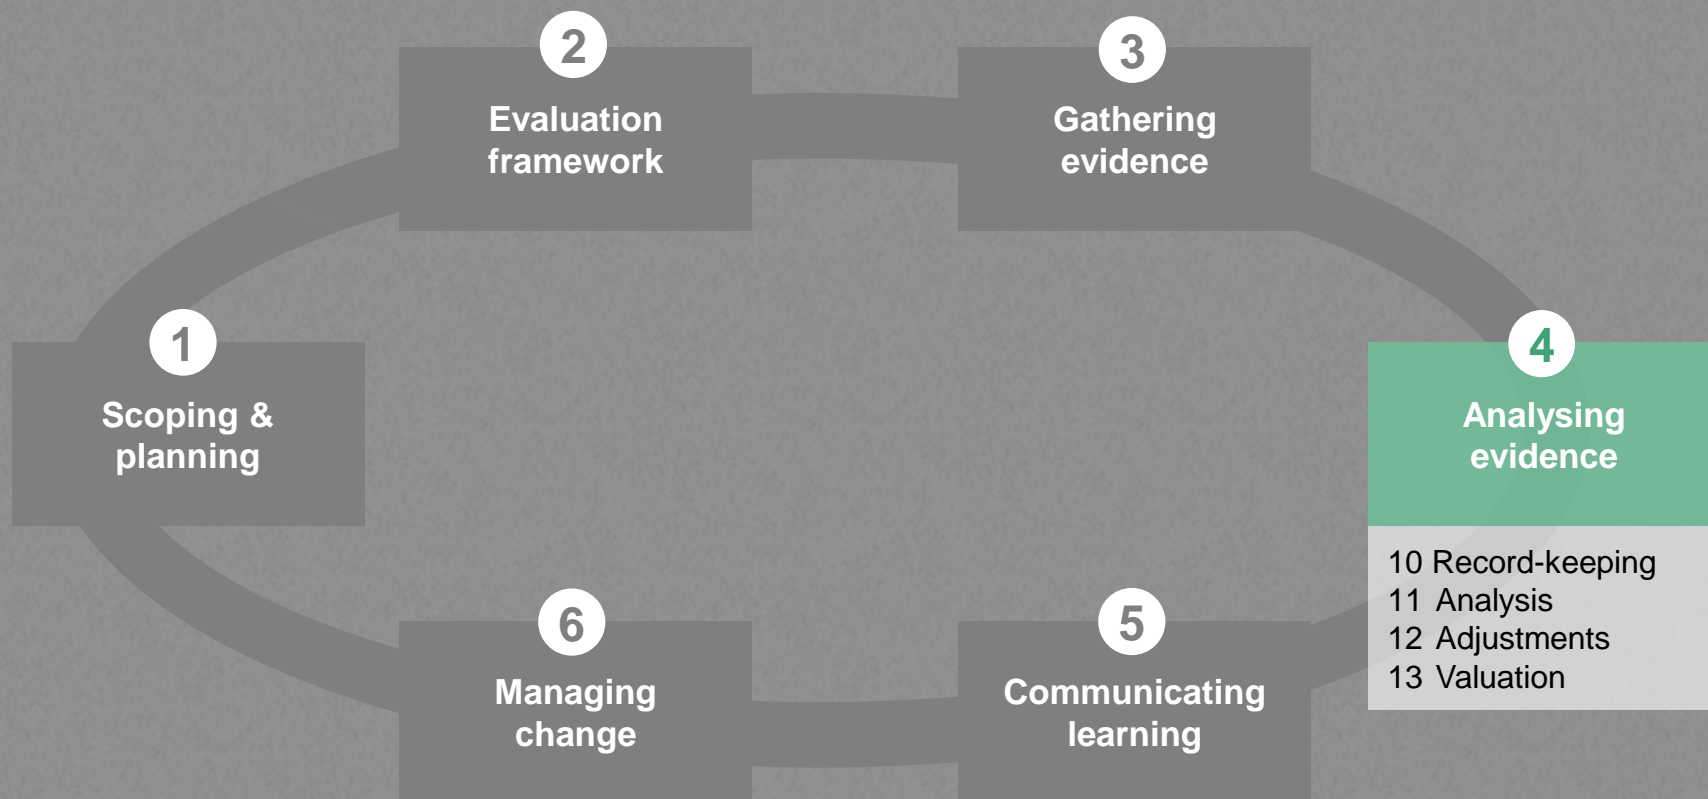 1
Scoping &
planning
2
Evaluation
framework
3
Gathering
evidence
4
Analysing
evidence
10 Record-keeping
11 Analysis
12 Adjustments
13 Valuation
5
Communicating
learning
6
Managing
change